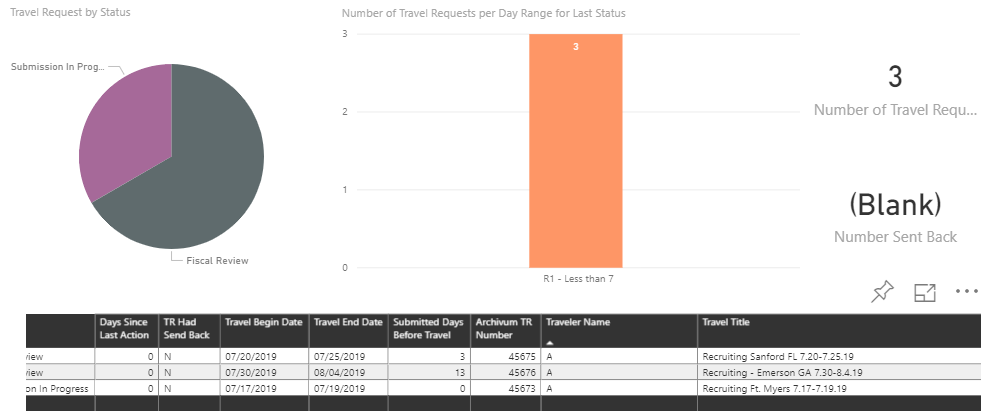 Travel Request by Status
Number of Travel Requests per Day Range for Last Status
Submission In Prog...
Fiscal Review
3
2
1
0
3
R1 - Less than 7
3
Number of Travel Requ...
(Blank)
Number Sent Back
Days Since Last Action TR Had Send Back Travel Begin Date Travel End Date Submitted Days Before Travel Archivum TR Number Traveler Name Travel Title
view 0 N 07/20/2019 07/25/2019 3 45675 A Recruiting Sanford FL 7.20-7.25.19
view 0 N 07/30/2019 08/04/2019 13 45676 A Recruiting - Emerson GA 7.30-8.4.19
on In Progress 0 N 07/17/2019 07/19/2019 0 45673 A Recruiting Ft. Myers 7.17-7.19.19